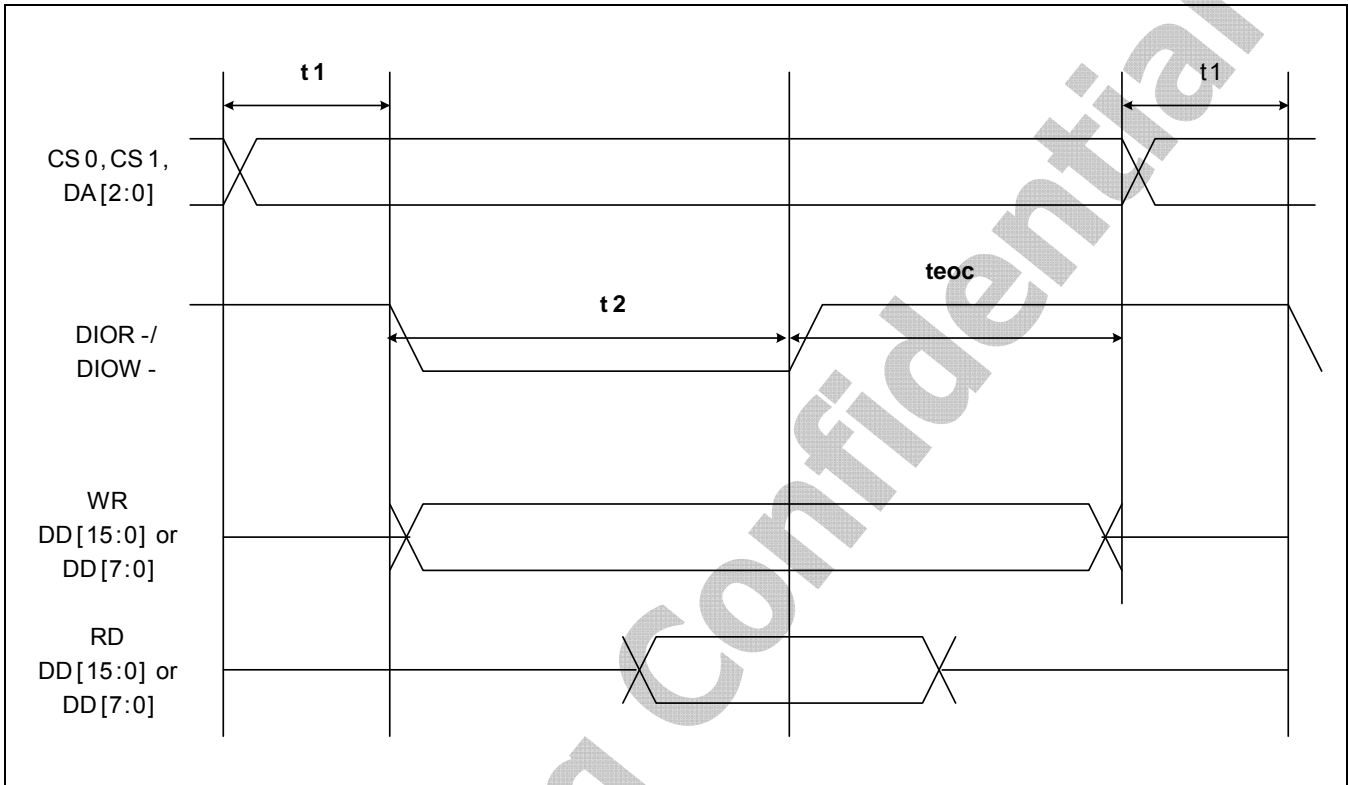 t1
t1
CS0, CS1,
DA[2:0]
teoc
t2
DIOR -/
DIOW -
WR
DD[15:0] or
DD[7:0]
RD
DD[15:0] or
DD[7:0]
Confidential